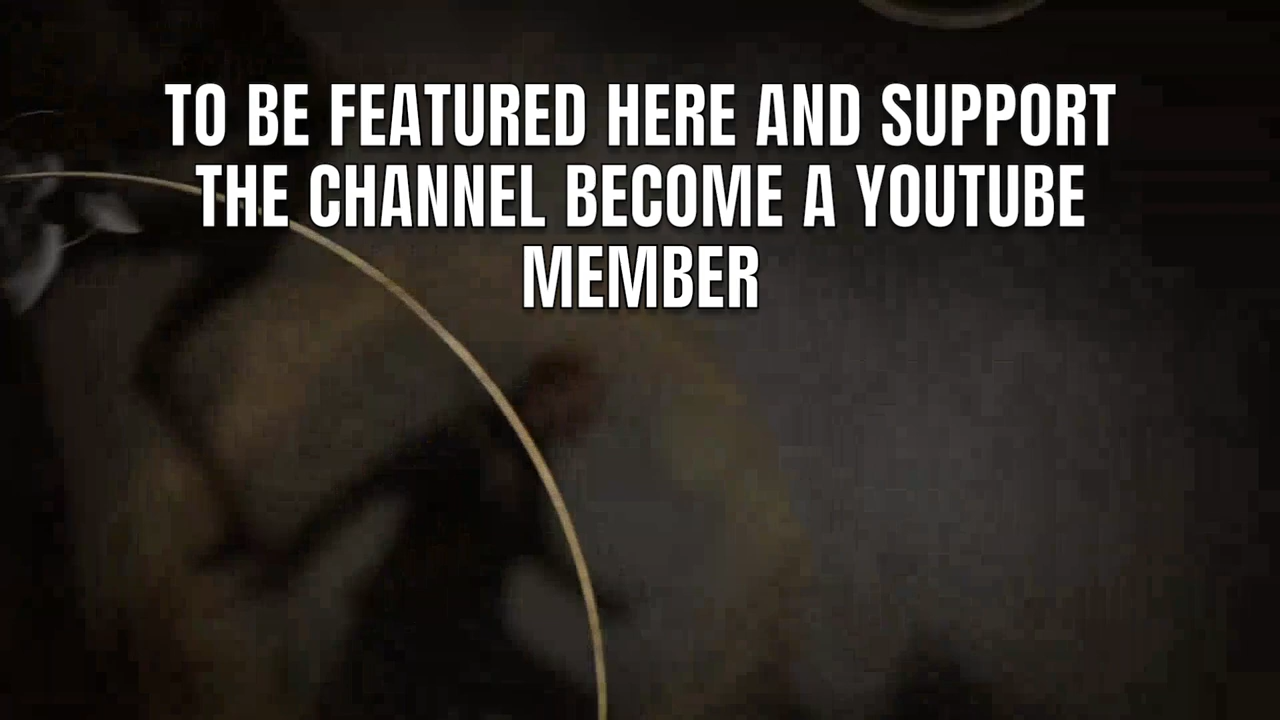 TO BE FEATURED HERE AND SUPPORT
THE CHANNEL BECOME A YOUTUBE
MEMBER